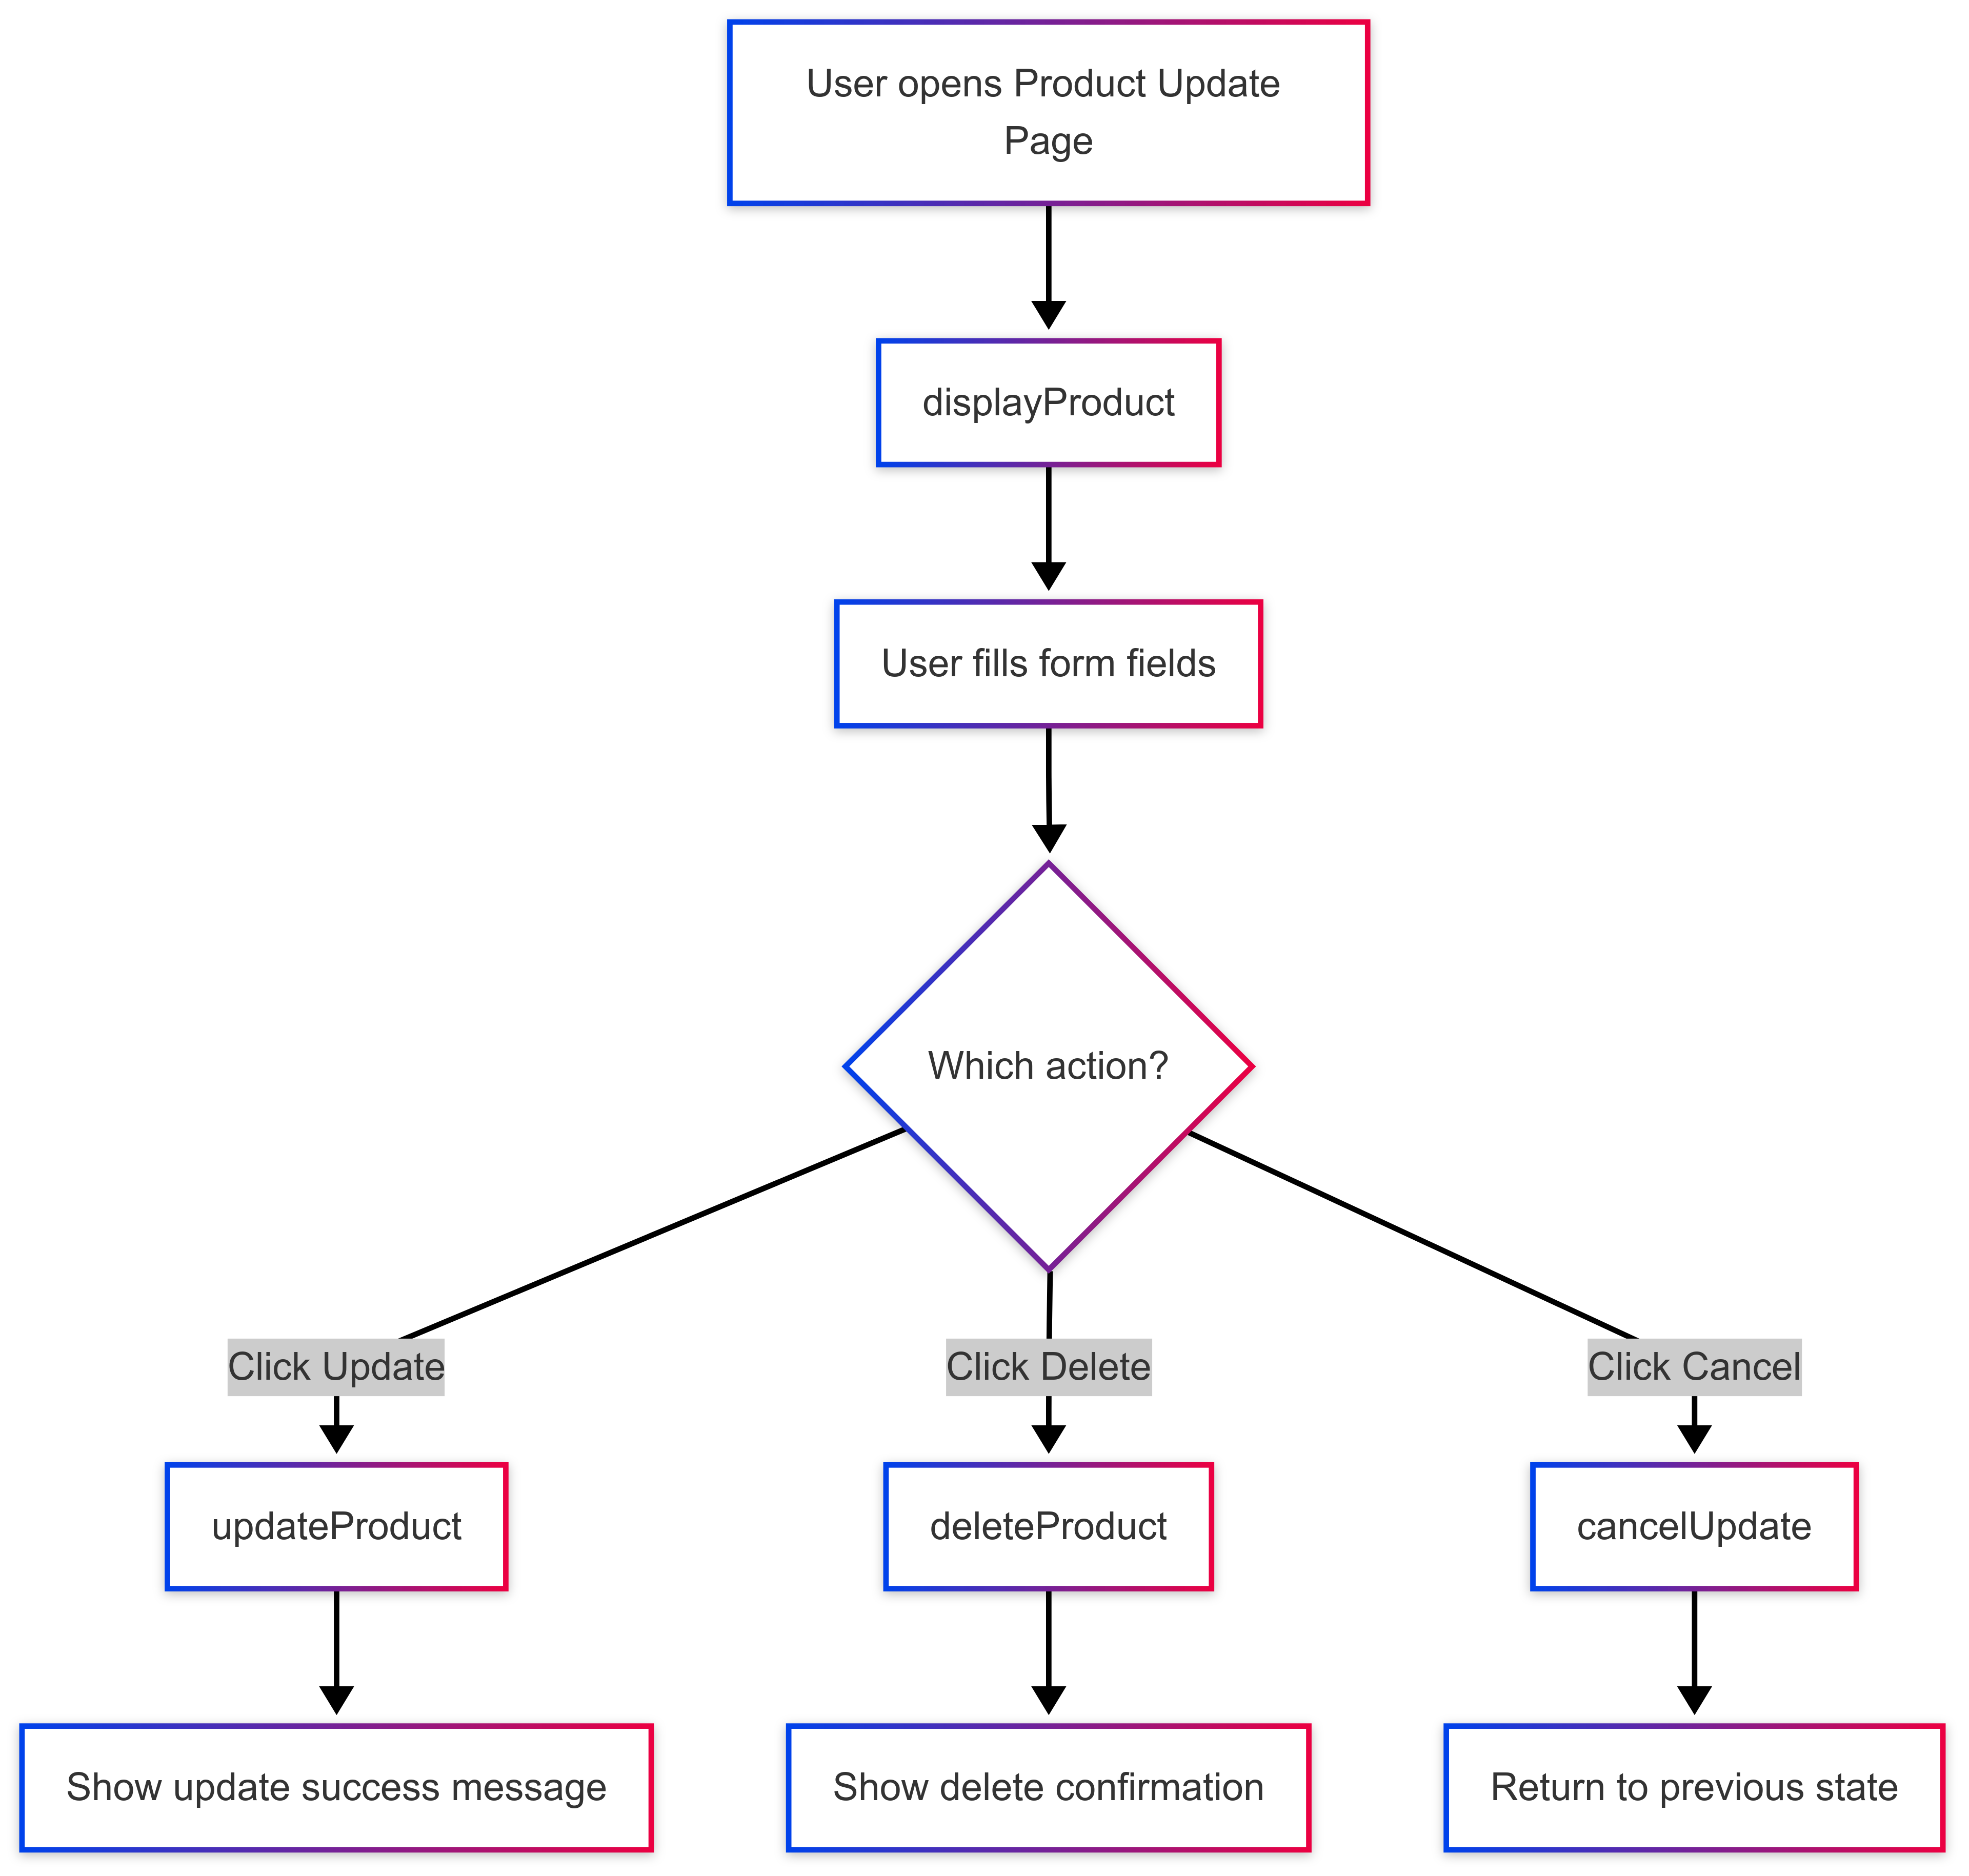 User opens Product Update
Page
displayProduct
User fills form fields
Which action?
Click Update
Click Delete
Click Cancel
updateProduct
deleteProduct
cancelUpdate
Show update success message
Show delete confirmation
Return to previous state